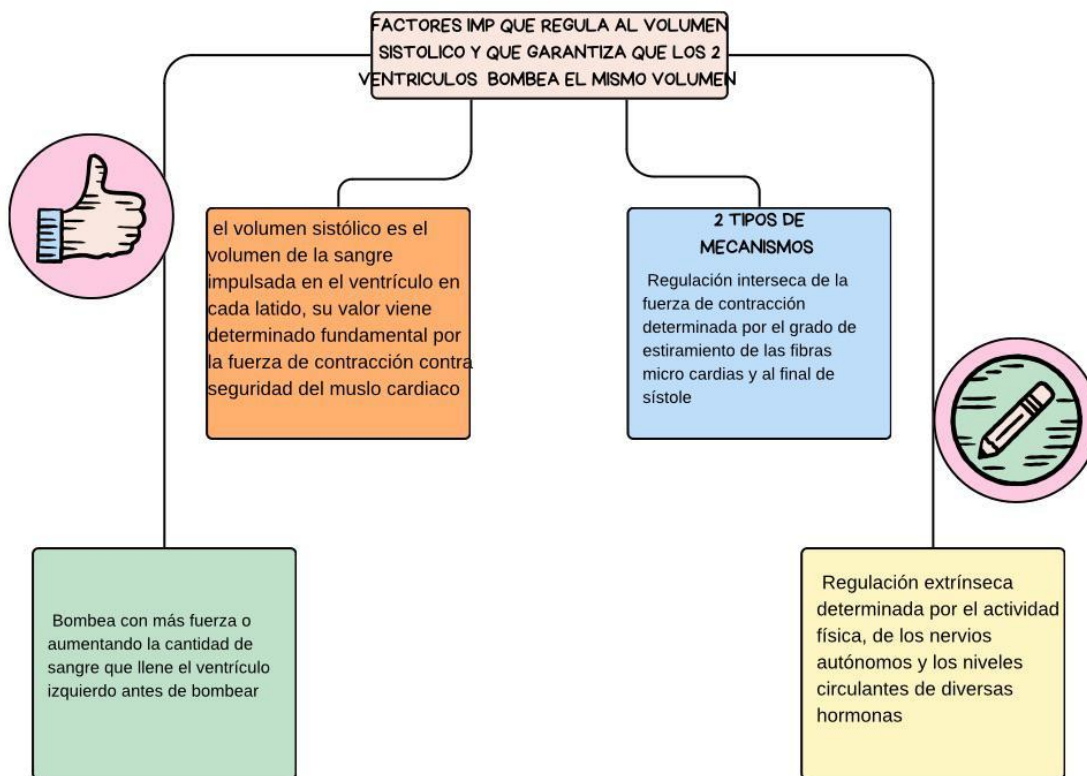 FACTORES IMP QUE REGULA AL VOLUMEN
SISTOLICO Y QUE GARANTIZA QUE LOS 2
VENTRICULOS BOMBEA EL MISMO VOLUMEN
el volumen sistólico es el
volumen de la sangre
impulsada en el ventrículo en
cada latido, su valor viene
determinado fundamental por
la fuerza de contracción contra
seguridad del muslo cardiaco
2 TIPOS DE
MECANISMOS
Regulación interseca de la
fuerza de contracción
determinada por el grado de
estiramiento de las fibras
micro cardias y al final de
sístole
Bombea con más fuerza o
aumentando la cantidad de
sangre que llene el ventrículo
izquierdo antes de bombear
Regulación extrínseca
determinada por el actividad
física, de los nervios
autónomos y los niveles
circulantes de diversas
hormonas